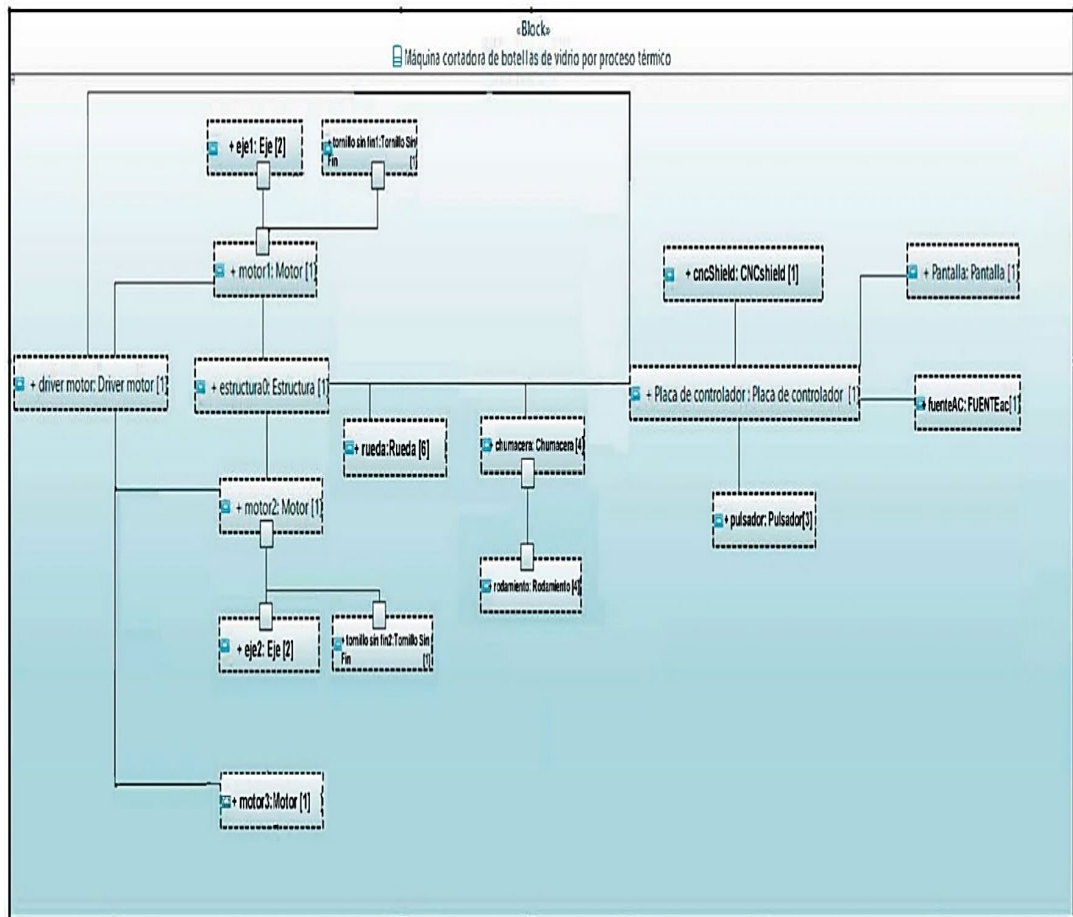 «Block»
Máquina cortadora de botellas de vidrio por proceso térmico
+ eje1: Eje [2]
+ tornillo sin fin1:Tornillo Sin
Fin [1]
+ motor1: Motor [1]
+ cncShield: CNCshield [1]
+ Pantalla: Pantalla [1]
+ driver motor: Driver motor [1]
+ estructura0: Estructura [1]
+ Placa de controlador : Placa de controlador [1]
+ fuenteAC: FUENTEac[1]
+ rueda:Rueda [6]
+ chumacera: Chumacera [4]
+ motor2: Motor [1]
+ pulsador: Pulsador[3]
+ rodamiento: Rodamiento [4]
+ eje2: Eje [2]
+ tornillo sin fin2:Tornillo Sin
Fin [1]
+ motor3:Motor [1]